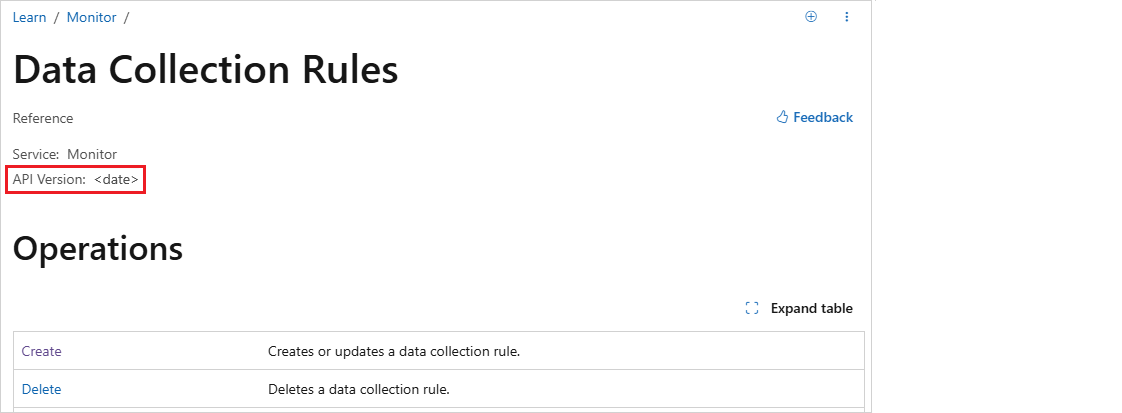 Learn / Monitor /
Data Collection Rules
Reference
Feedback
Service: Monitor
API Version: <date>
Operations
Expand table
Create Creates or updates a data collection rule.
Delete Deletes a data collection rule.